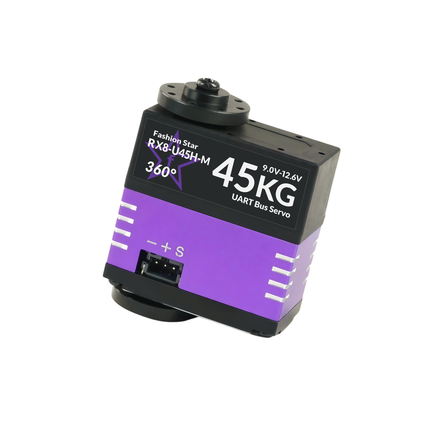 Fashion Star
RX8-U45H-M
360°
45KG
9.0V-12.6V
UART Bus Servo
− + S